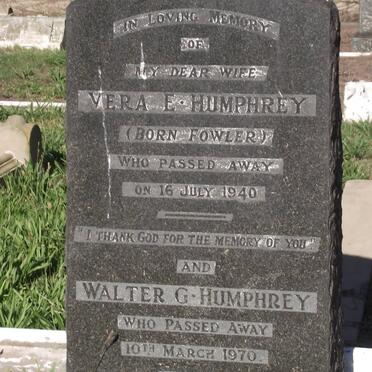 IN LOVING MEMORY
OF
MY DEAR WIFE
VERA E. HUMPHREY
(BORN FOWLER)
WHO PASSED AWAY
ON 16 JULY 1940
"I THANK GOD FOR THE MEMORY OF YOU"
AND
WALTER G. HUMPHREY
WHO PASSED AWAY
10TH MARCH 1970